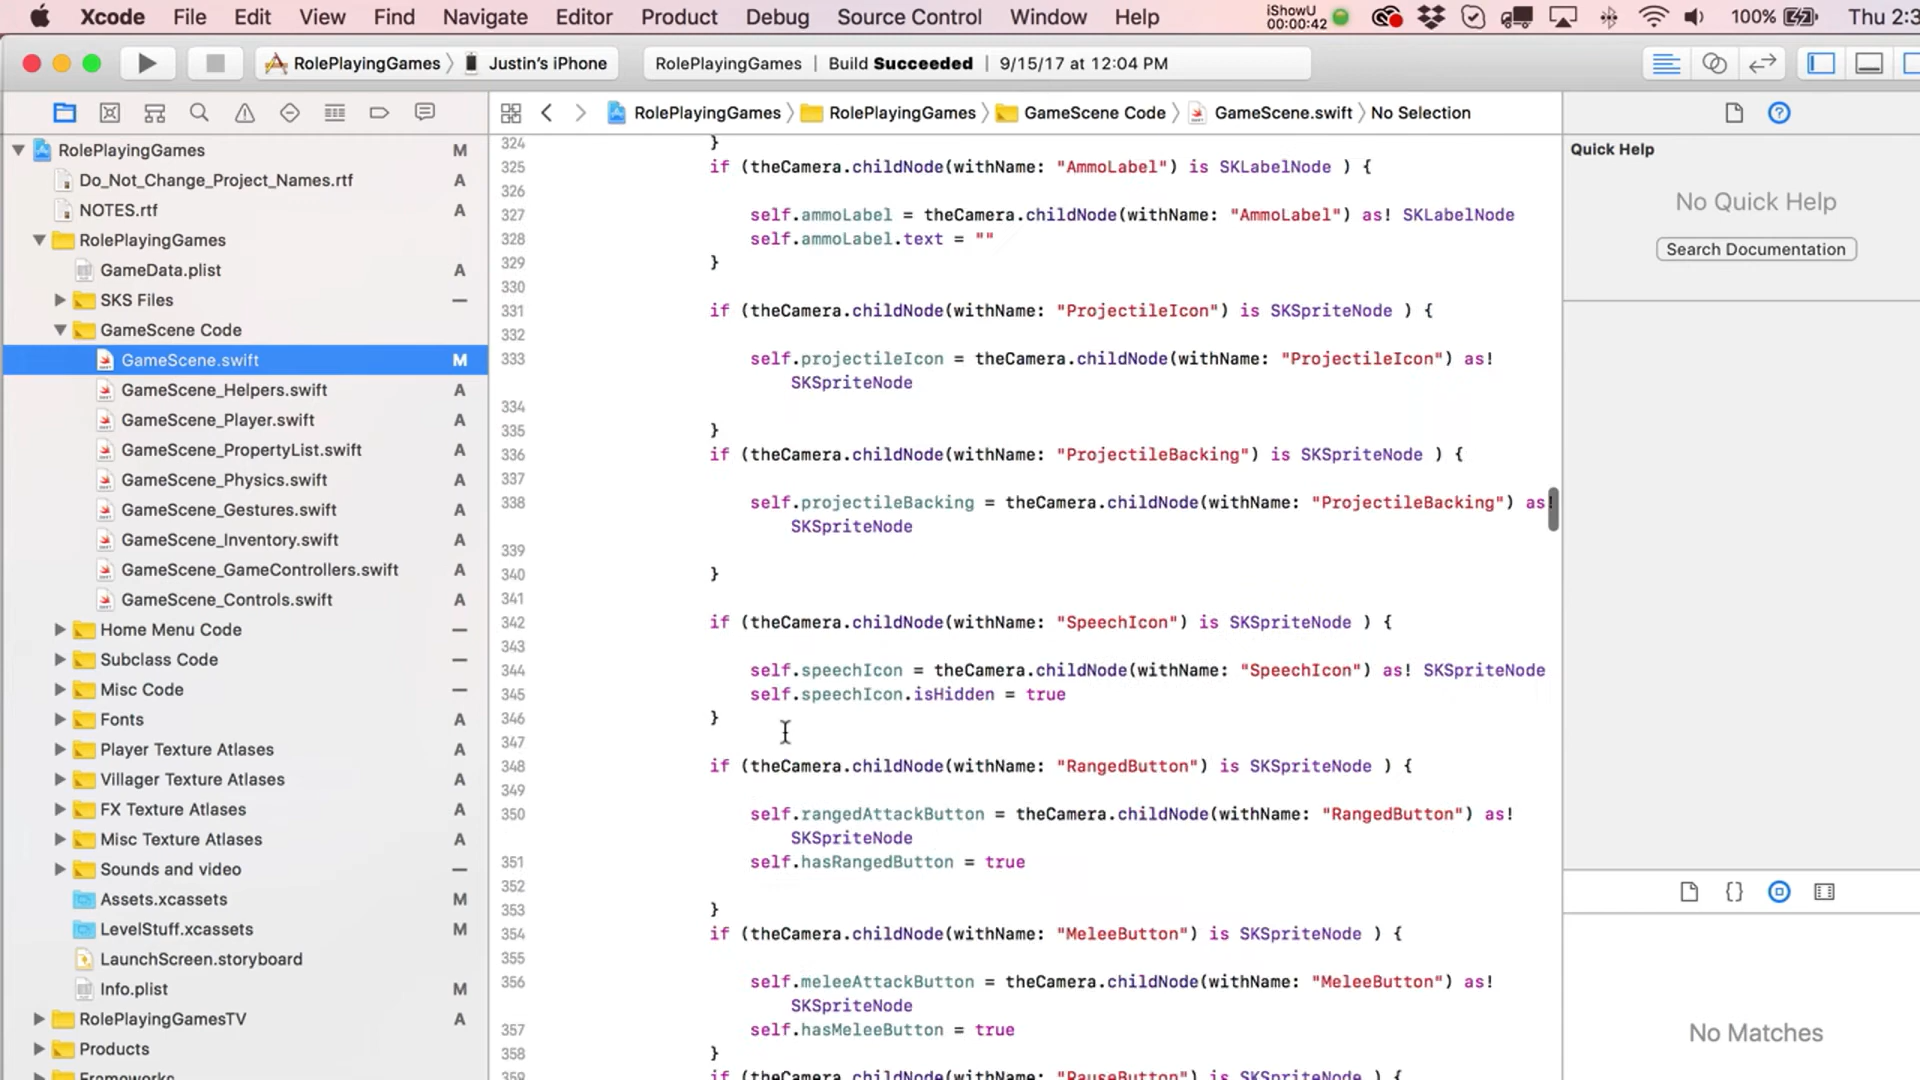 Xcode File Edit View Find Navigate Editor Product Debug Source Control Window Help iShowU 00:00:42 100% Thu 2:3
RolePlayingGames Justin's iPhone RolePlayingGames | Build Succeeded | 9/15/17 at 12:04 PM
RolePlayingGames RolePlayingGames GameScene Code GameScene.swift No Selection
RolePlayingGames M
Do_Not_Change_Project_Names.rtf A
NOTES.rtf A
RolePlayingGames
GameData.plist A
SKS Files —
GameScene Code
GameScene.swift M
GameScene_Helpers.swift A
GameScene_Player.swift A
GameScene_PropertyList.swift A
GameScene_Physics.swift A
GameScene_Gestures.swift A
GameScene_Inventory.swift A
GameScene_GameControllers.swift A
GameScene_Controls.swift A
Home Menu Code —
Subclass Code —
Misc Code —
Fonts A
Player Texture Atlases A
Villager Texture Atlases A
FX Texture Atlases A
Misc Texture Atlases A
Sounds and video —
Assets.xcassets M
LevelStuff.xcassets M
LaunchScreen.storyboard
Info.plist M
RolePlayingGamesTV A
Products
Frameworks
324 }
325 if (theCamera.childNode(withName: "AmmoLabel") is SKLabelNode ) {
326
327 self.ammoLabel = theCamera.childNode(withName: "AmmoLabel") as! SKLabelNode
328 self.ammoLabel.text = ""
329 }
330
331 if (theCamera.childNode(withName: "ProjectileIcon") is SKSpriteNode ) {
332
333 self.projectileIcon = theCamera.childNode(withName: "ProjectileIcon") as!
SKSpriteNode
334
335 }
336 if (theCamera.childNode(withName: "ProjectileBacking") is SKSpriteNode ) {
337
338 self.projectileBacking = theCamera.childNode(withName: "ProjectileBacking") as!
SKSpriteNode
339
340 }
341
342 if (theCamera.childNode(withName: "SpeechIcon") is SKSpriteNode ) {
343
344 self.speechIcon = theCamera.childNode(withName: "SpeechIcon") as! SKSpriteNode
345 self.speechIcon.isHidden = true
346 }
347
348 if (theCamera.childNode(withName: "RangedButton") is SKSpriteNode ) {
349
350 self.rangedAttackButton = theCamera.childNode(withName: "RangedButton") as!
SKSpriteNode
351 self.hasRangedButton = true
352
353 }
354 if (theCamera.childNode(withName: "MeleeButton") is SKSpriteNode ) {
355
356 self.meleeAttackButton = theCamera.childNode(withName: "MeleeButton") as!
SKSpriteNode
357 self.hasMeleeButton = true
358 }
359 if (theCamera.childNode(withName: "PauseButton") is SKSpriteNode ) {
Quick Help
No Quick Help
Search Documentation
{}
No Matches